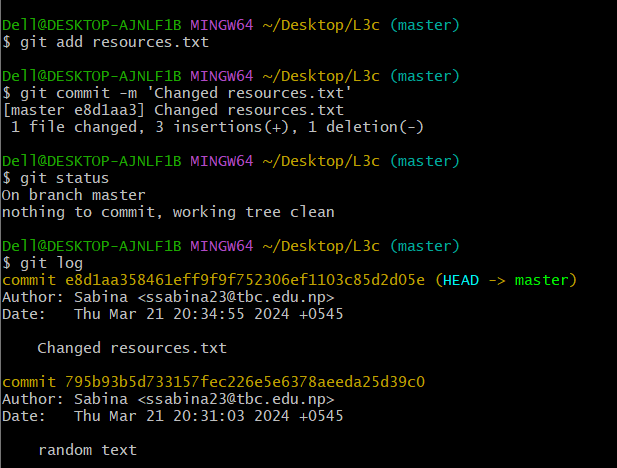 Dell@DESKTOP-AJNLF1B MINGW64 ~/Desktop/L3c (master)
$ git add resources.txt
Dell@DESKTOP-AJNLF1B MINGW64 ~/Desktop/L3c (master)
$ git commit -m 'Changed resources.txt'
[master e8d1aa3] Changed resources.txt
 1 file changed, 3 insertions(+), 1 deletion(-)
Dell@DESKTOP-AJNLF1B MINGW64 ~/Desktop/L3c (master)
$ git status
On branch master
nothing to commit, working tree clean
Dell@DESKTOP-AJNLF1B MINGW64 ~/Desktop/L3c (master)
$ git log
commit e8d1aa358461eff9f9f752306ef1103c85d2d05e (HEAD -> master)
Author: Sabina <ssabina23@tbc.edu.np>
Date:   Thu Mar 21 20:34:55 2024 +0545
    Changed resources.txt
commit 795b93b5d733157fec226e5e6378aeeda25d39c0
Author: Sabina <ssabina23@tbc.edu.np>
Date:   Thu Mar 21 20:31:03 2024 +0545
    random text